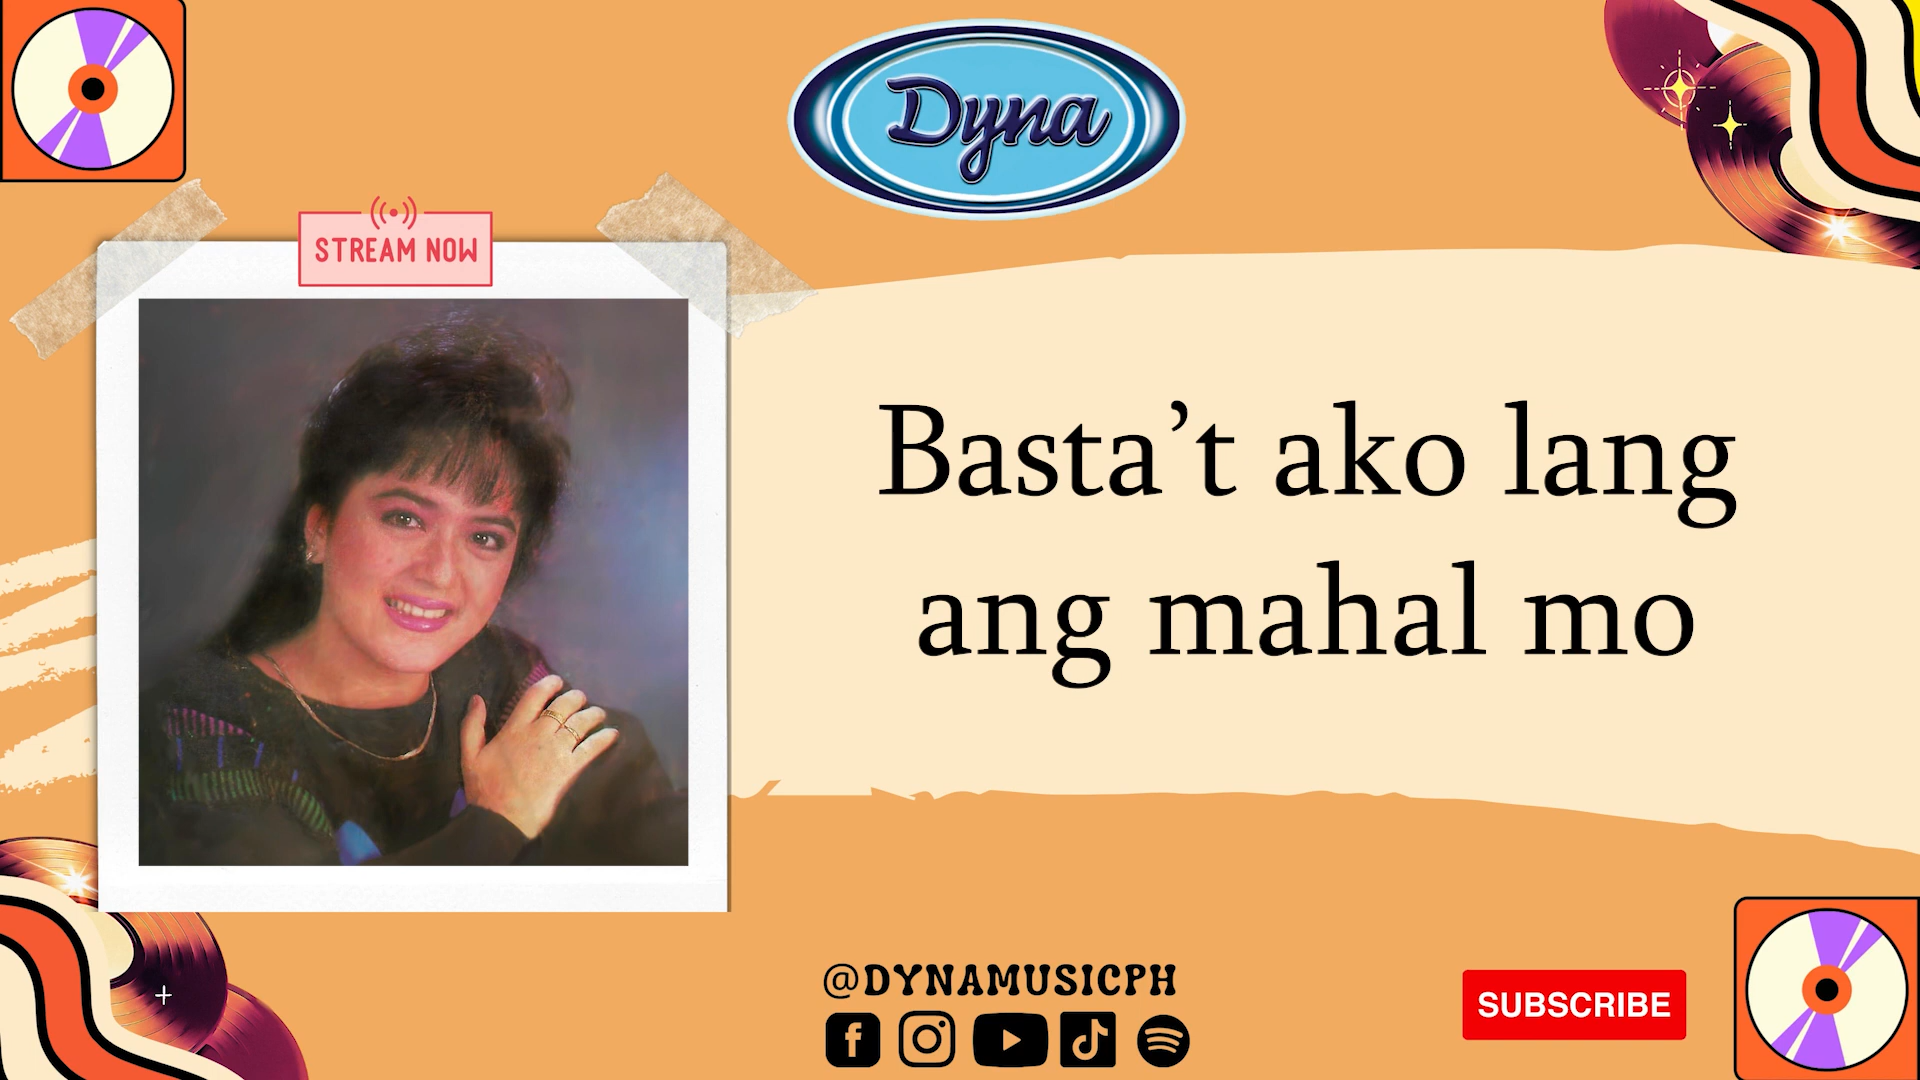 Dyna
STREAM NOW
Basta’t ako lang
ang mahal mo
@DYNAMUSICPH
SUBSCRIBE